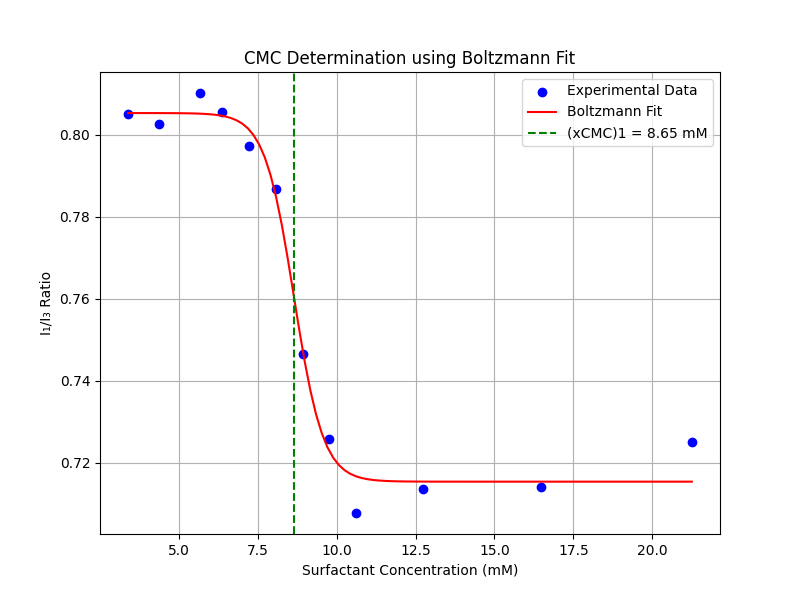 CMC Determination using Boltzmann Fit
Experimental Data
Boltzmann Fit
(xCMC)1 = 8.65 mM
I₁/I₃ Ratio
0.80
0.78
0.76
0.74
0.72
5.0 7.5 10.0 12.5 15.0 17.5 20.0
Surfactant Concentration (mM)